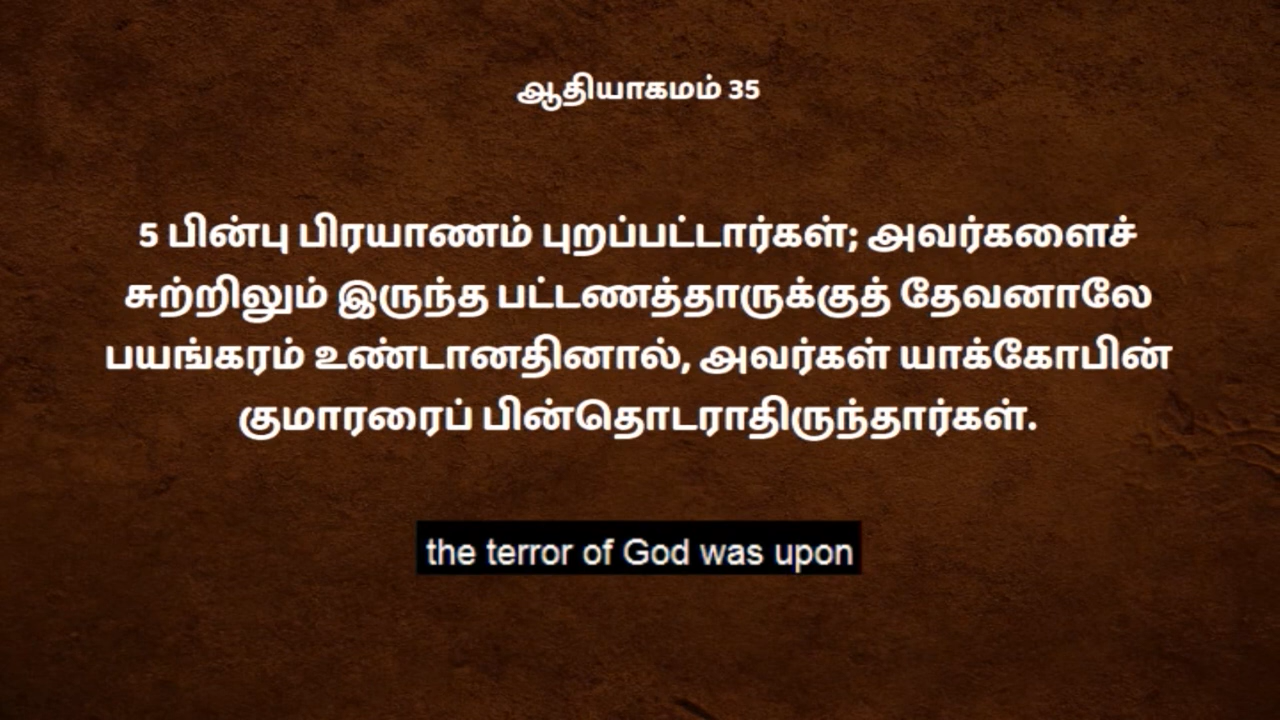 ஆதியாகமம் 35
5 பின்பு பிரயாணம் புறப்பட்டார்கள்; அவர்களைச்
சுற்றிலும் இருந்த பட்டணத்தாருக்குத் தேவனாலே
பயங்கரம் உண்டானதினால், அவர்கள் யாக்கோபின்
குமாரரைப் பின்தொடராதிருந்தார்கள்.
the terror of God was upon